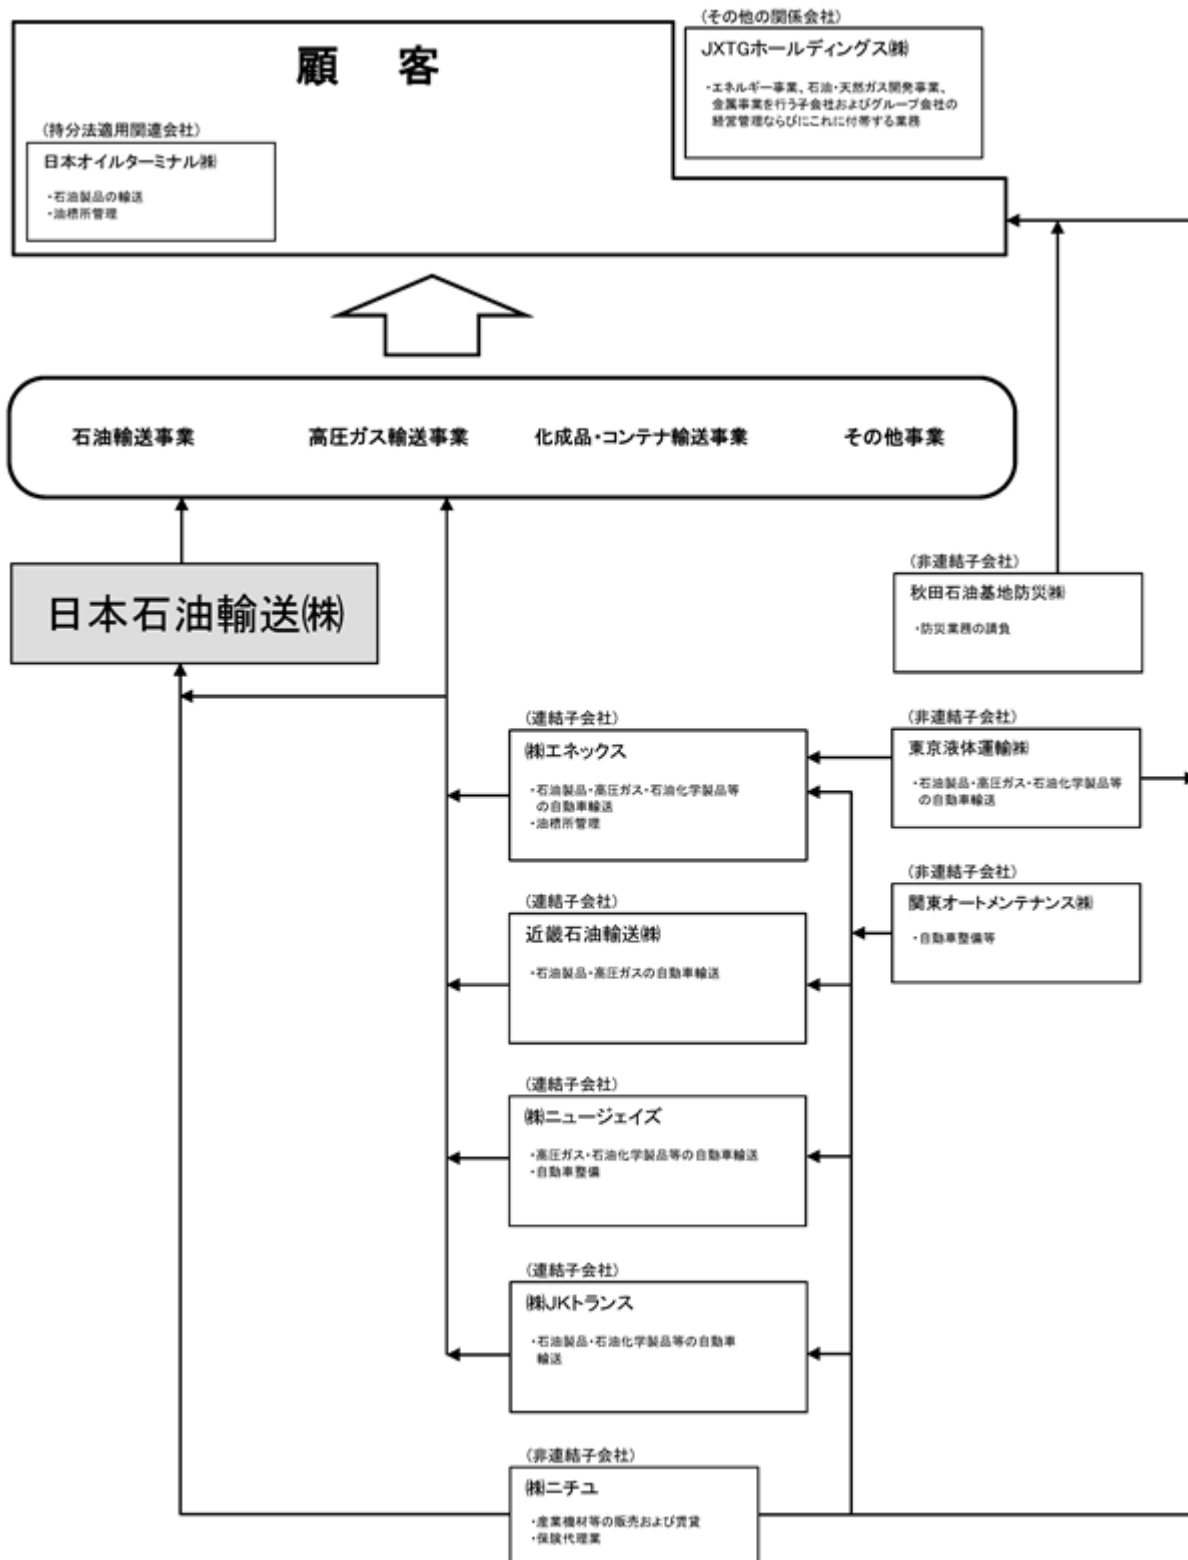 (その他の関係会社)
JXTGホールディングス㈱
・エネルギー事業、石油・天然ガス開発事業、
金属事業を行う子会社およびグループ会社の
経営管理ならびにこれに付帯する業務
顧 客
(持分法適用関連会社)
日本オイルターミナル㈱
・石油製品の輸送
・油槽所管理
石油輸送事業 高圧ガス輸送事業 化成品・コンテナ輸送事業 その他事業
日本石油輸送㈱
(非連結子会社)
秋田石油基地防災㈱
・防災業務の請負
(連結子会社)
㈱エネックス
・石油製品・高圧ガス・石油化学製品等
の自動車輸送
・油槽所管理
(非連結子会社)
東京液体運輸㈱
・石油製品・高圧ガス・石油化学製品等
の自動車輸送
(非連結子会社)
関東オートメンテナンス㈱
・自動車整備等
(連結子会社)
近畿石油輸送㈱
・石油製品・高圧ガスの自動車輸送
(連結子会社)
㈱ニュージェイズ
・高圧ガス・石油化学製品等の自動車輸送
・自動車整備
(連結子会社)
㈱JKトランス
・石油製品・石油化学製品等の自動車
輸送
(非連結子会社)
㈱ニチユ
・産業機材等の販売および賃貸
・保険代理業